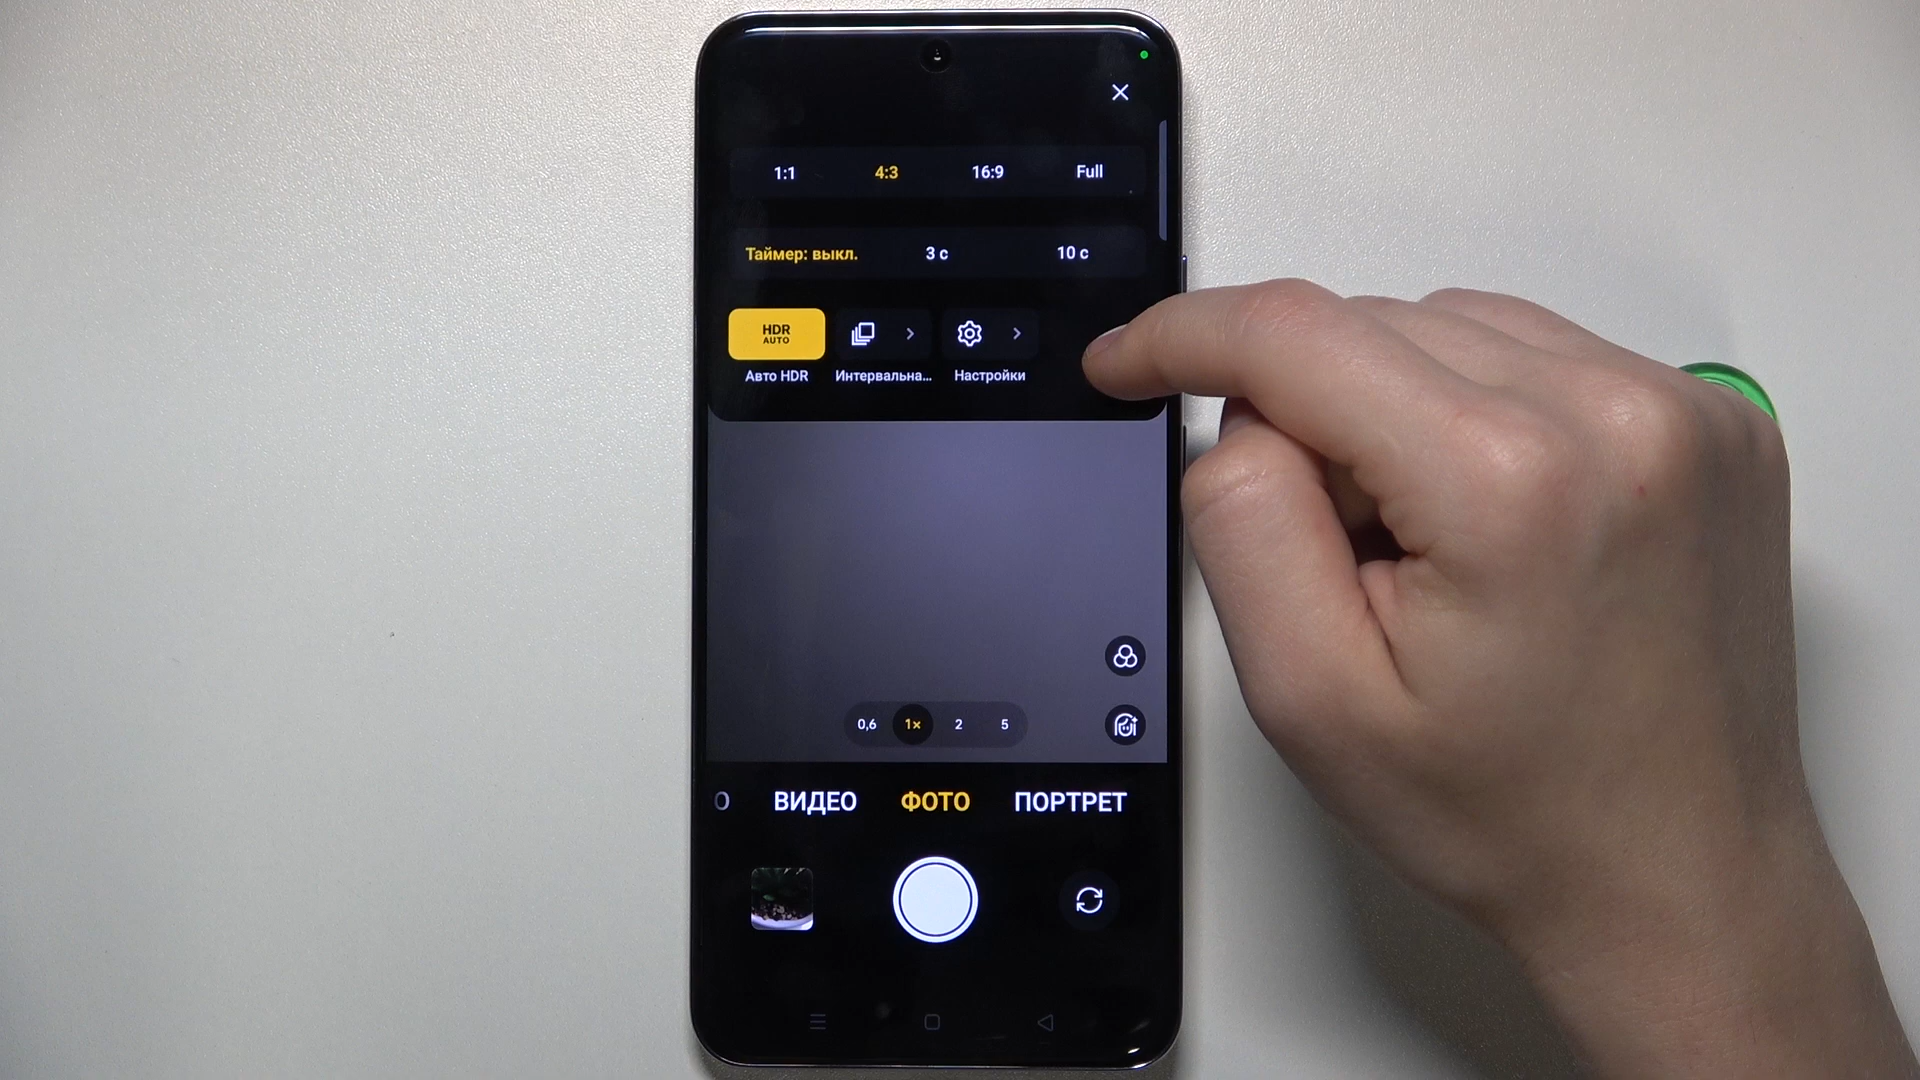 1:1 4:3 16:9 Full
Таймер: выкл. 3 с 10 с
HDR
AUTO
Авто HDR Интервальна... Настройки
0,6 1× 2 5
О ВИДЕО ФОТО ПОРТРЕТ